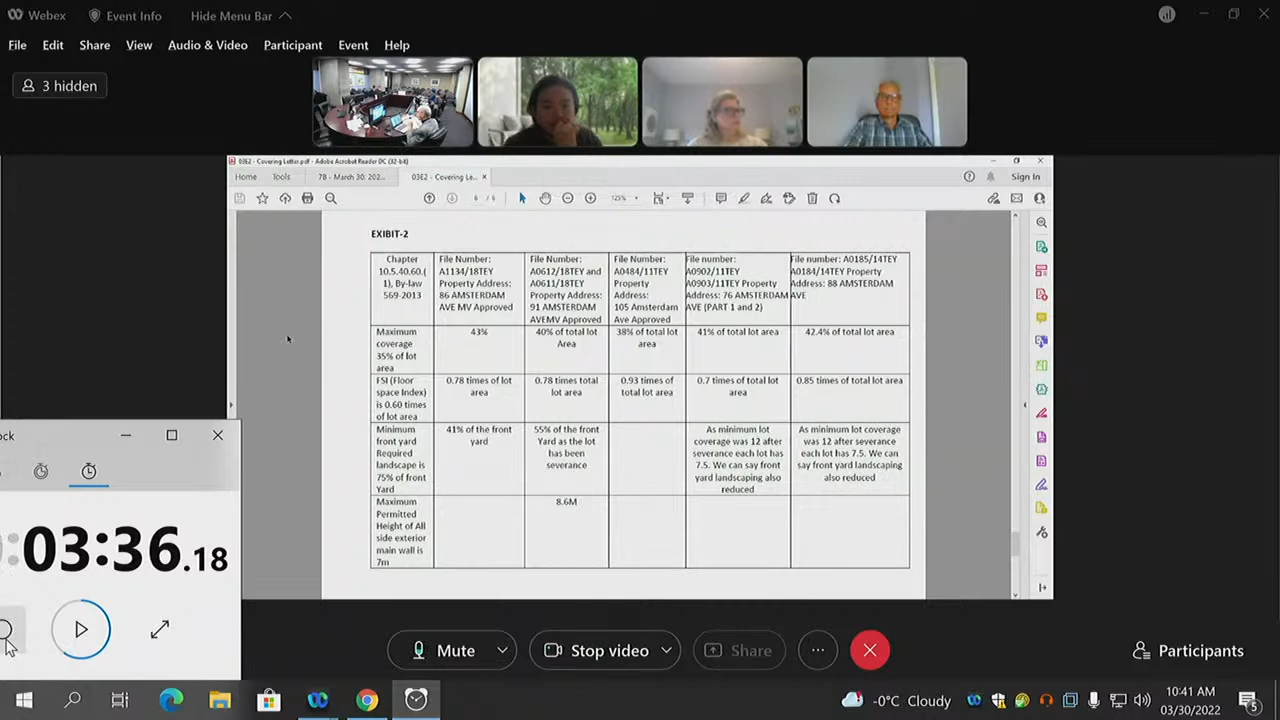 Webex
Event Info
Hide Menu Bar
File Edit Share View Audio & Video Participant Event Help
3 hidden
03E2 - Covering Letter.pdf - Adobe Acrobat Reader DC (32-bit)
Home Tools 7B - March 30. 202... 03E2 - Covering Le... × Sign In
6 / 6 125%
EXIBIT-2
Chapter
10.5.40.60.(
1), By-law
569-2013
File Number:
A1134/18TEY
Property Address:
86 AMSTERDAM
AVE MV Approved
File Number:
A0612/18TEY and
A0611/18TEY
Property Address:
91 AMSTERDAM
AVEMV Approved
File Number:
A0484/11TEY
Property
Address:
105 Amsterdam
Ave Approved
File number:
A0902/11TEY
A0903/11TEY Property
Address: 76 AMSTERDAM
AVE (PART 1 and 2)
File number: A0185/14TEY
A0184/14TEY Property
Address: 88 AMSTERDAM
AVE
Maximum
coverage
35% of lot
area
43%
40% of total lot
Area
38% of total lot
area
41% of total lot area
42.4% of total lot area
FSI (Floor
space Index)
is 0.60 times
of lot area
0.78 times of lot
area
0.78 times total
lot area
0.93 times of
total lot area
0.7 times of total lot
area
0.85 times of total lot area
Minimum
front yard
Required
landscape is
75% of front
Yard
41% of the front
yard
55% of the front
Yard as the lot
has been
severance
As minimum lot
coverage was 12 after
severance each lot has
7.5. We can say front
yard landscaping also
reduced
As minimum lot
coverage was 12 after
severance each lot has
7.5. We can say front
yard landscaping also
reduced
Maximum
Permitted
Height of All
side exterior
main wall is
7m
8.6M
ock
03:36.18
Mute
Stop video
Share
Participants
-0°C Cloudy
10:41 AM
03/30/2022
5